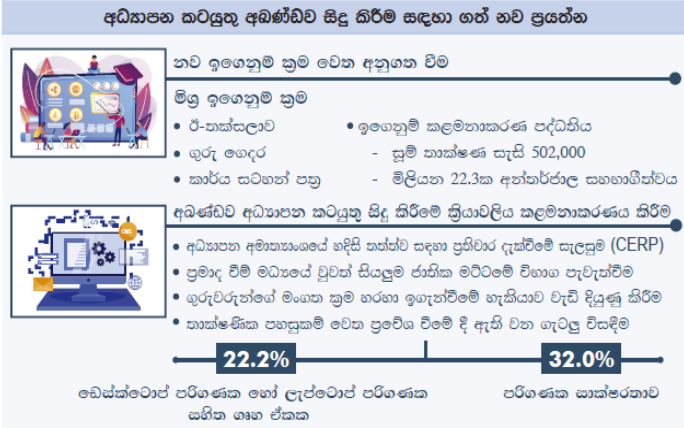 අධ්‍යාපන කටයුතු අඛණ්ඩව සිදු කිරීම සඳහා ගත් නව ප්‍රයත්න
නව ඉගෙනුම් ක්‍රම වෙත අනුගත වීම
මිශ්‍ර ඉගෙනුම් ක්‍රම
• ඊ-තක්සලාව
• ගුරු ගෙදර
• කාර්ය සටහන් පත්‍ර
• ඉගෙනුම් කළමනාකරණ පද්ධතිය
- සූම් තාක්ෂණ සැසි 502,000
- මිලියන 22.3ක අන්තර්ජාල සහභාගීත්වය
අඛණ්ඩව අධ්‍යාපන කටයුතු සිදු කිරීමේ ක්‍රියාවලිය කළමනාකරණය කිරීම
• අධ්‍යාපන අමාත්‍යාංශයේ හදිසි තත්ත්ව සඳහා ප්‍රතිචාර දැක්වීමේ සැලසුම (CERP)
• ප්‍රමාද වීම් මධ්‍යයේ වුවත් සියලුම ජාතික මට්ටමේ විභාග පැවැත්වීම
• ගුරුවරුන්ගේ මංගත ක්‍රම හරහා ඉගැන්වීමේ හැකියාව වැඩි දියුණු කිරීම
• තාක්ෂණික පහසුකම් වෙත ප්‍රවේශ වීමේ දී ඇති වන ගැටලු විසඳීම
22.2%
32.0%
ඩෙස්ක්ටොප් පරිගණක හෝ ලැප්ටොප් පරිගණක
සහිත ගෘහ ඒකක
පරිගණක සාක්ෂරතාව